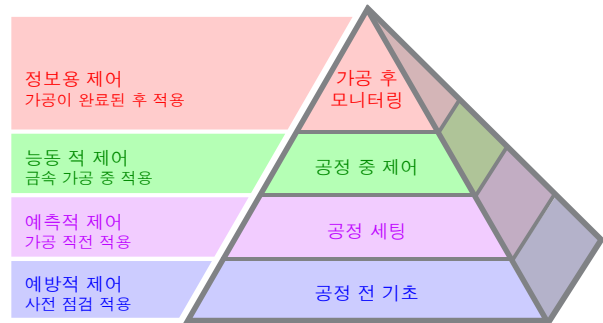 정보용 제어
가공이 완료된 후 적용
가공 후
모니터링
능동 적 제어
금속 가공 중 적용
공정 중 제어
예측적 제어
가공 직전 적용
공정 세팅
예방적 제어
사전 점검 적용
공정 전 기초